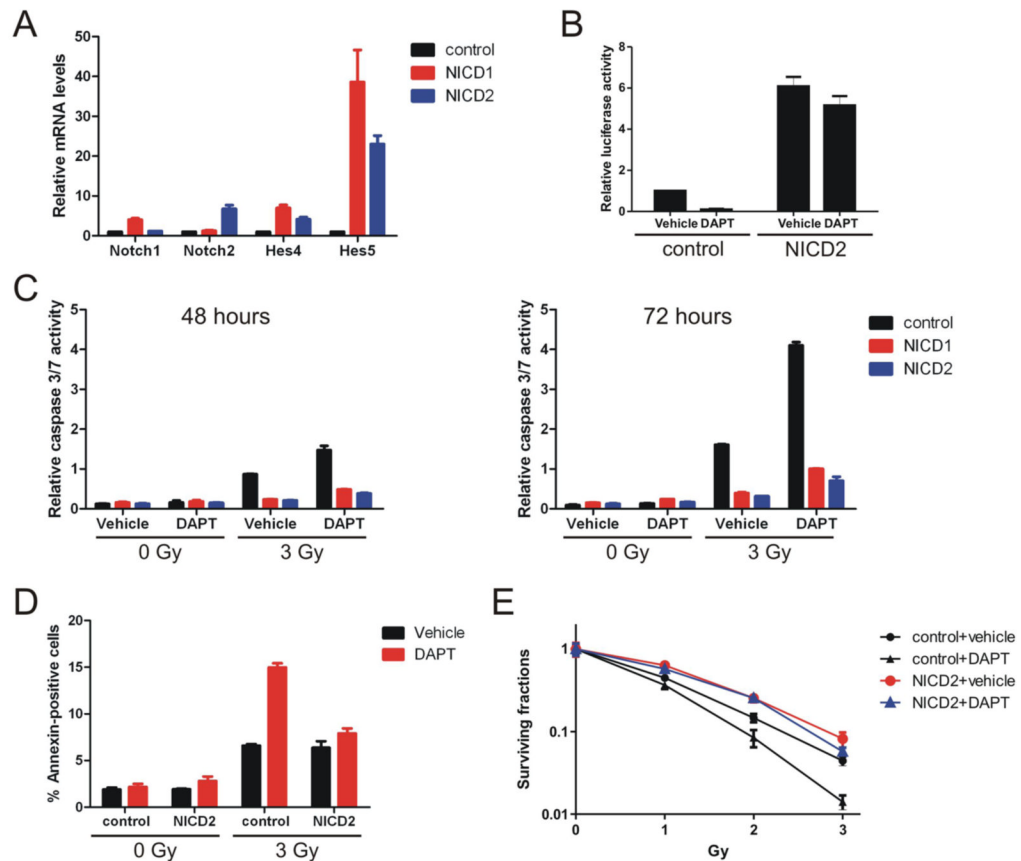 A
Relative mRNA levels
50
40
30
20
10
0
Notch1 Notch2 Hes4 Hes5
control
NICD1
NICD2
B
Relative luciferase activity
8
6
4
2
0
Vehicle DAPT Vehicle DAPT
control NICD2
C
48 hours
Relative caspase 3/7 activity
5
4
3
2
1
0
Vehicle DAPT Vehicle DAPT
0 Gy 3 Gy
72 hours
Relative caspase 3/7 activity
5
4
3
2
1
0
Vehicle DAPT Vehicle DAPT
0 Gy 3 Gy
control
NICD1
NICD2
D
% Annexin-positive cells
20
15
10
5
0
control NICD2 control NICD2
0 Gy 3 Gy
Vehicle
DAPT
E
Surviving fractions
1
0.1
0.01
0 1 2 3
Gy
control+vehicle
control+DAPT
NICD2+vehicle
NICD2+DAPT